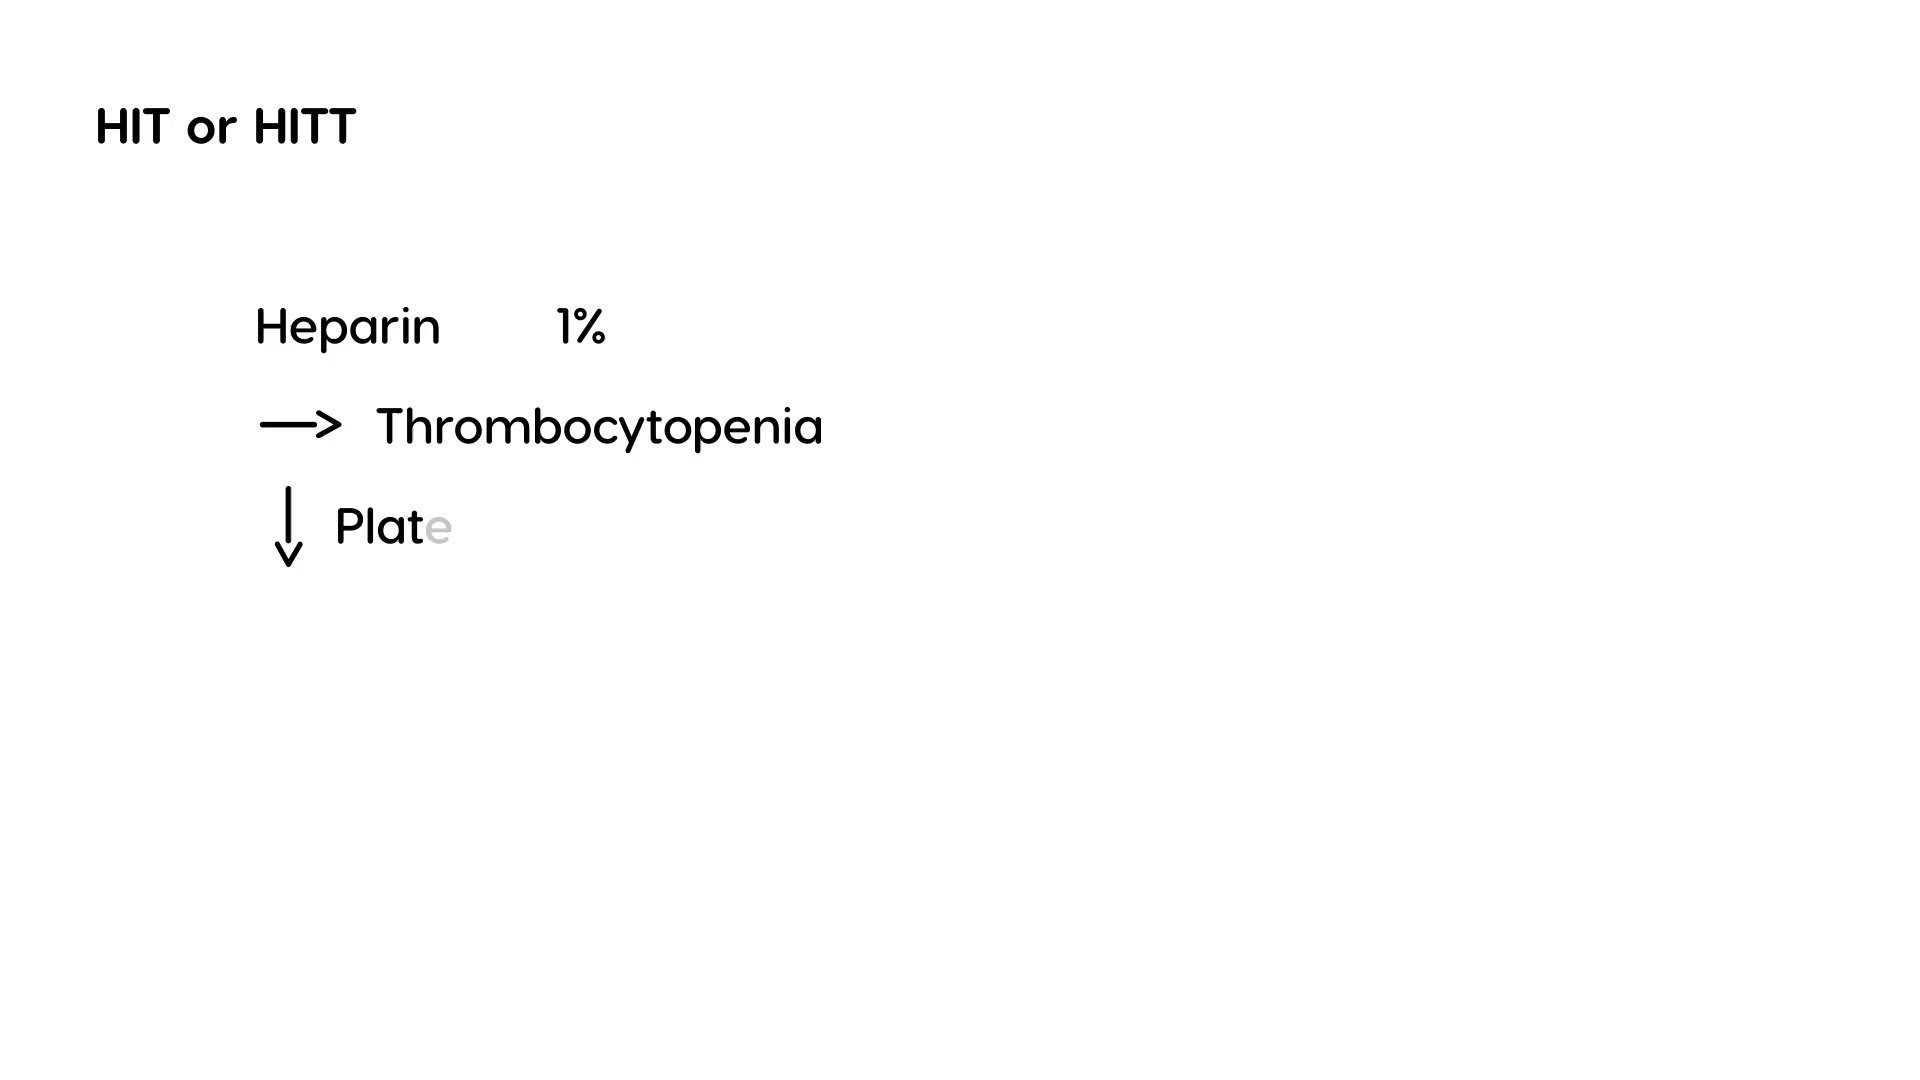 HIT or HITT
Heparin 1%
→ Thrombocytopenia
↓ Plate